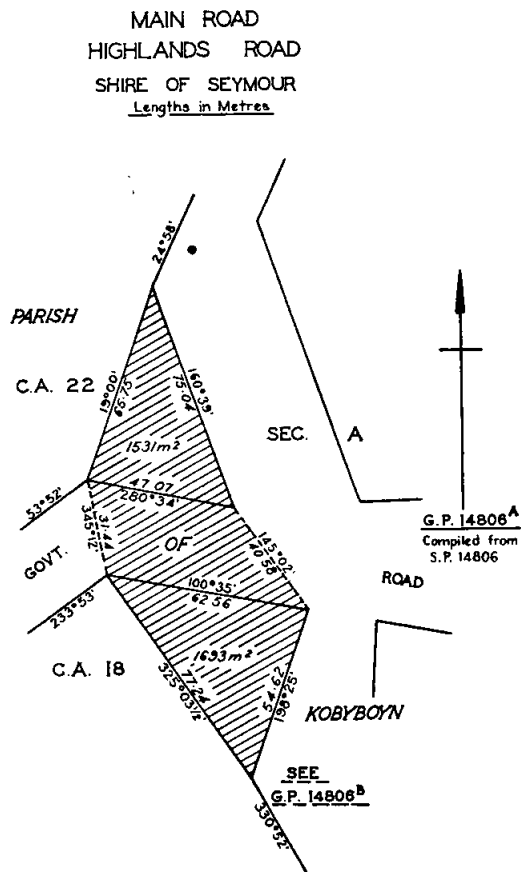 MAIN ROAD
HIGHLANDS ROAD
SHIRE OF SEYMOUR
Lengths in Metres
24°58'
PARISH
C.A. 22
19°00'
66.75
160°39'
75.04
SEC. A
1531m²
53°52'
47.07
280°34'
G.P. 14806ᴬ
Compiled from
S.P. 14806
31.44
345°12'
GOVT.
OF
145°02'
40.58
ROAD
100°35'
62.56
233°53'
C.A. 18
1693m²
77.24
325°03½'
54.62
198°25'
KOBYBOYN
SEE
G.P. 14806ᴮ
330°52'